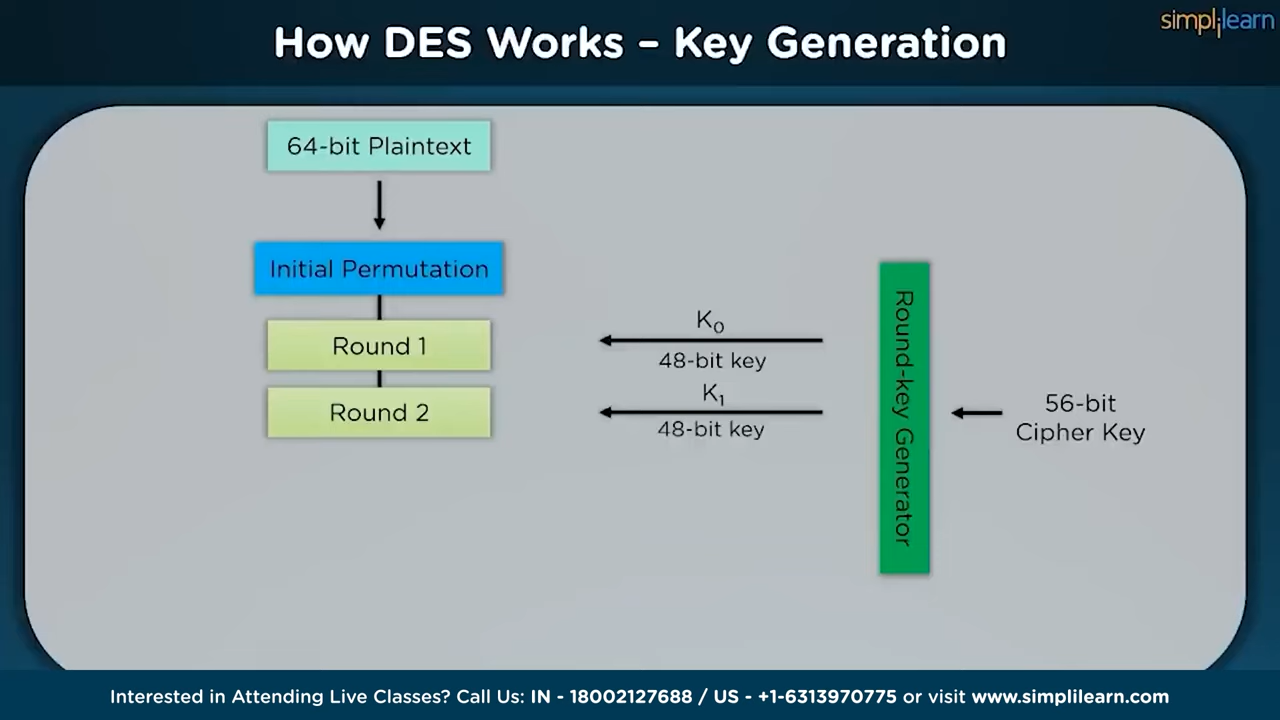 simplilearn
How DES Works – Key Generation
64-bit Plaintext
Initial Permutation
Round 1
Round 2
K₀
48-bit key
K₁
48-bit key
Round-key Generator
56-bit
Cipher Key
Interested in Attending Live Classes? Call Us: IN - 18002127688 / US - +1-6313970775 or visit www.simplilearn.com